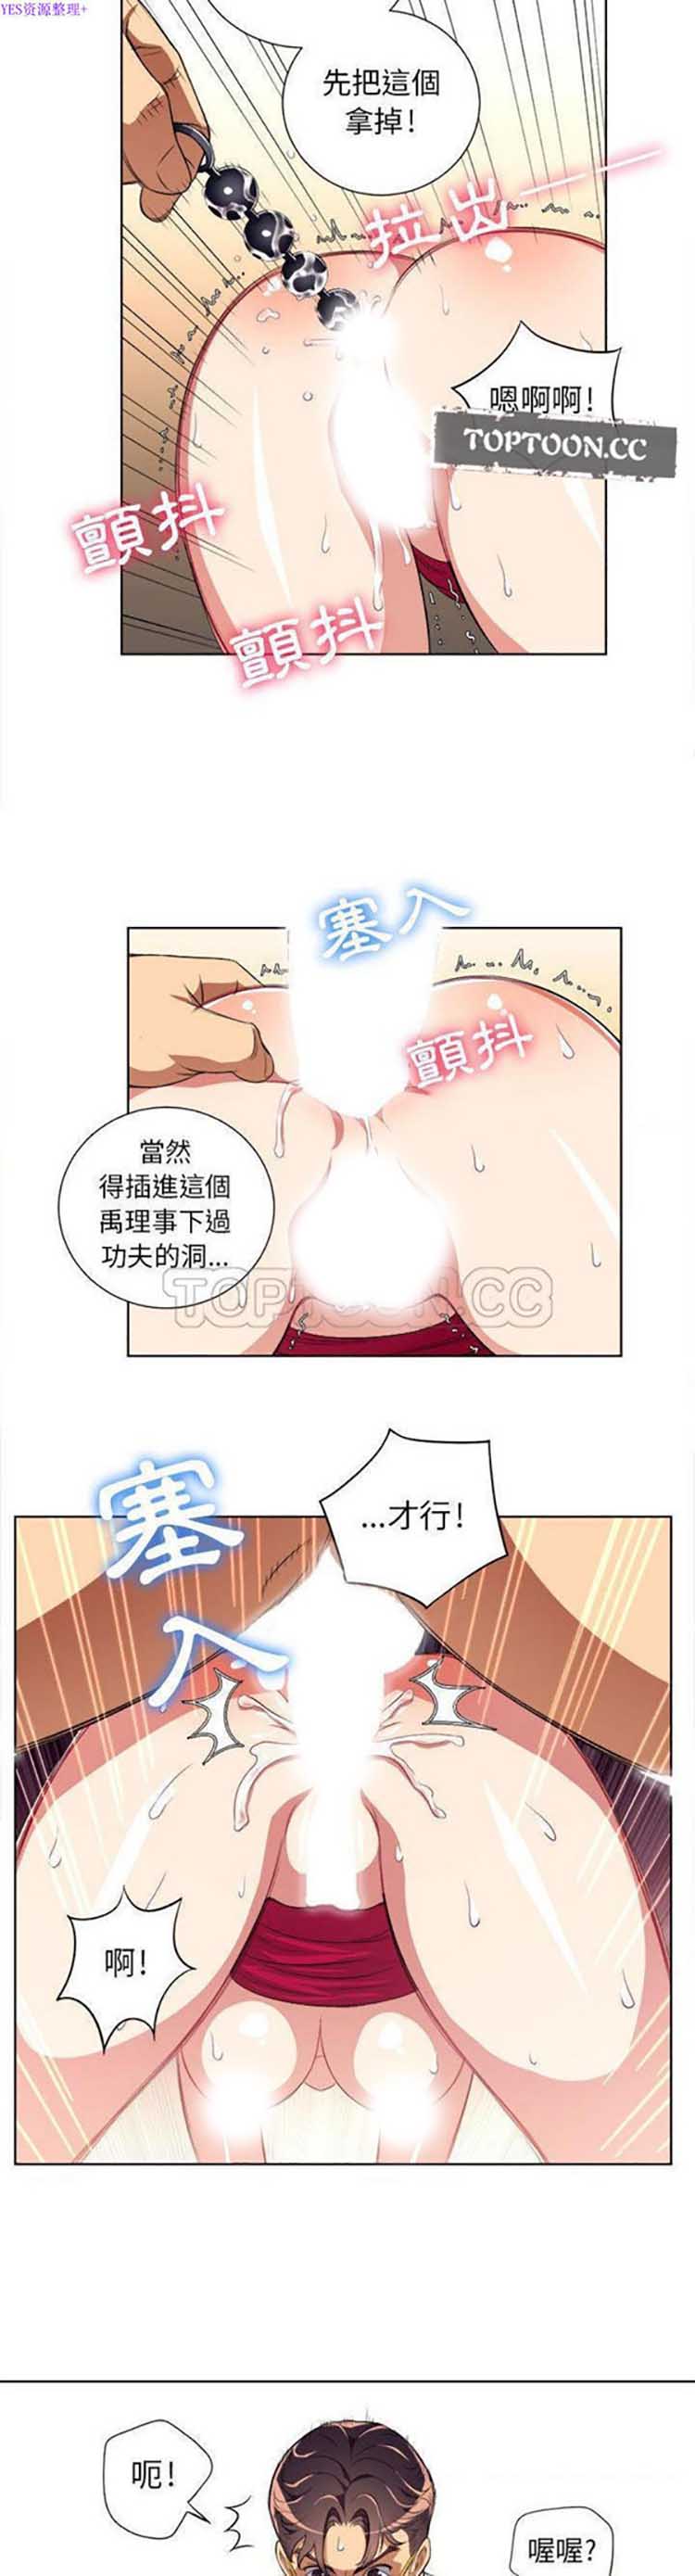 YES资源整理+
先把這個
拿掉!
拉出
嗯啊啊!
TOPTOON.CC
顫抖
顫抖
塞入
顫抖
當然
得插進這個
禹理事下過
功夫的洞...
TOPTOON.CC
...才行!
塞
入
啊!
呃!
喔喔?